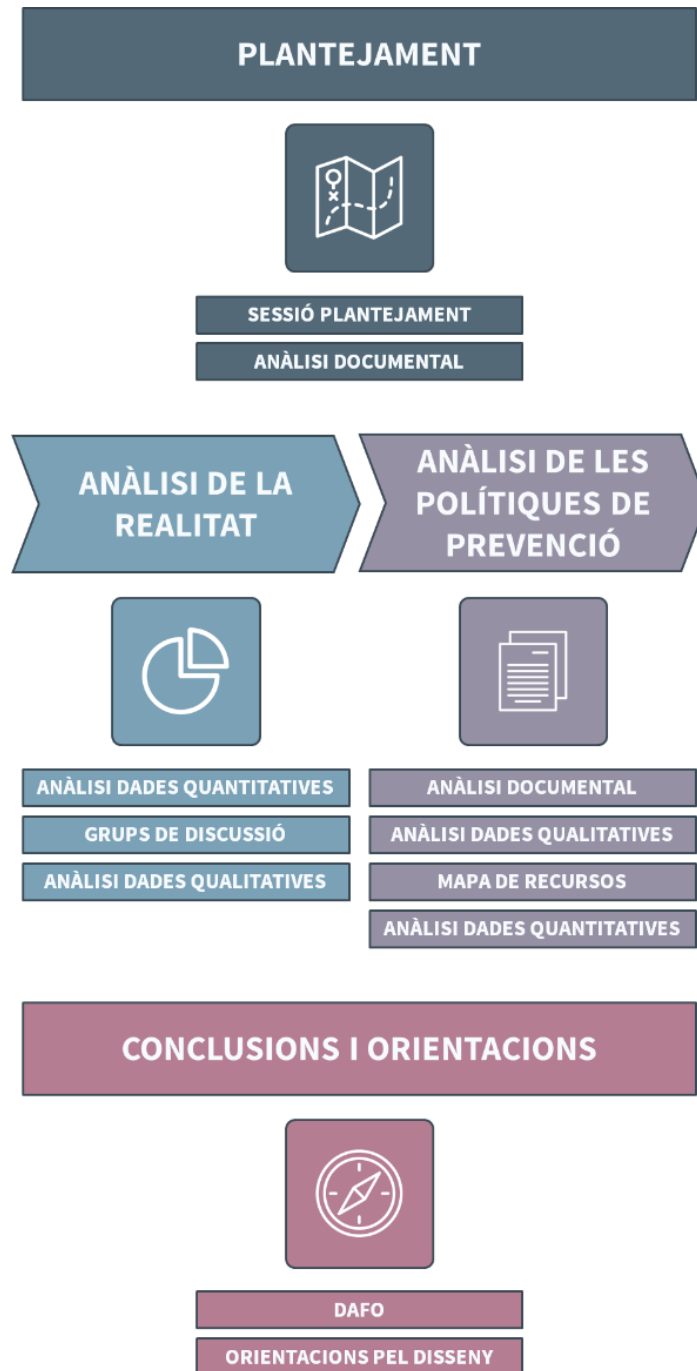 PLANTEJAMENT
SESSIÓ PLANTEJAMENT
ANÀLISI DOCUMENTAL
ANÀLISI DE LA
REALITAT
ANÀLISI DE LES
POLÍTIQUES DE
PREVENCIÓ
ANÀLISI DADES QUANTITATIVES
GRUPS DE DISCUSSIÓ
ANÀLISI DADES QUALITATIVES
ANÀLISI DOCUMENTAL
ANÀLISI DADES QUALITATIVES
MAPA DE RECURSOS
ANÀLISI DADES QUANTITATIVES
CONCLUSIONS I ORIENTACIONS
DAFO
ORIENTACIONS PEL DISSENY